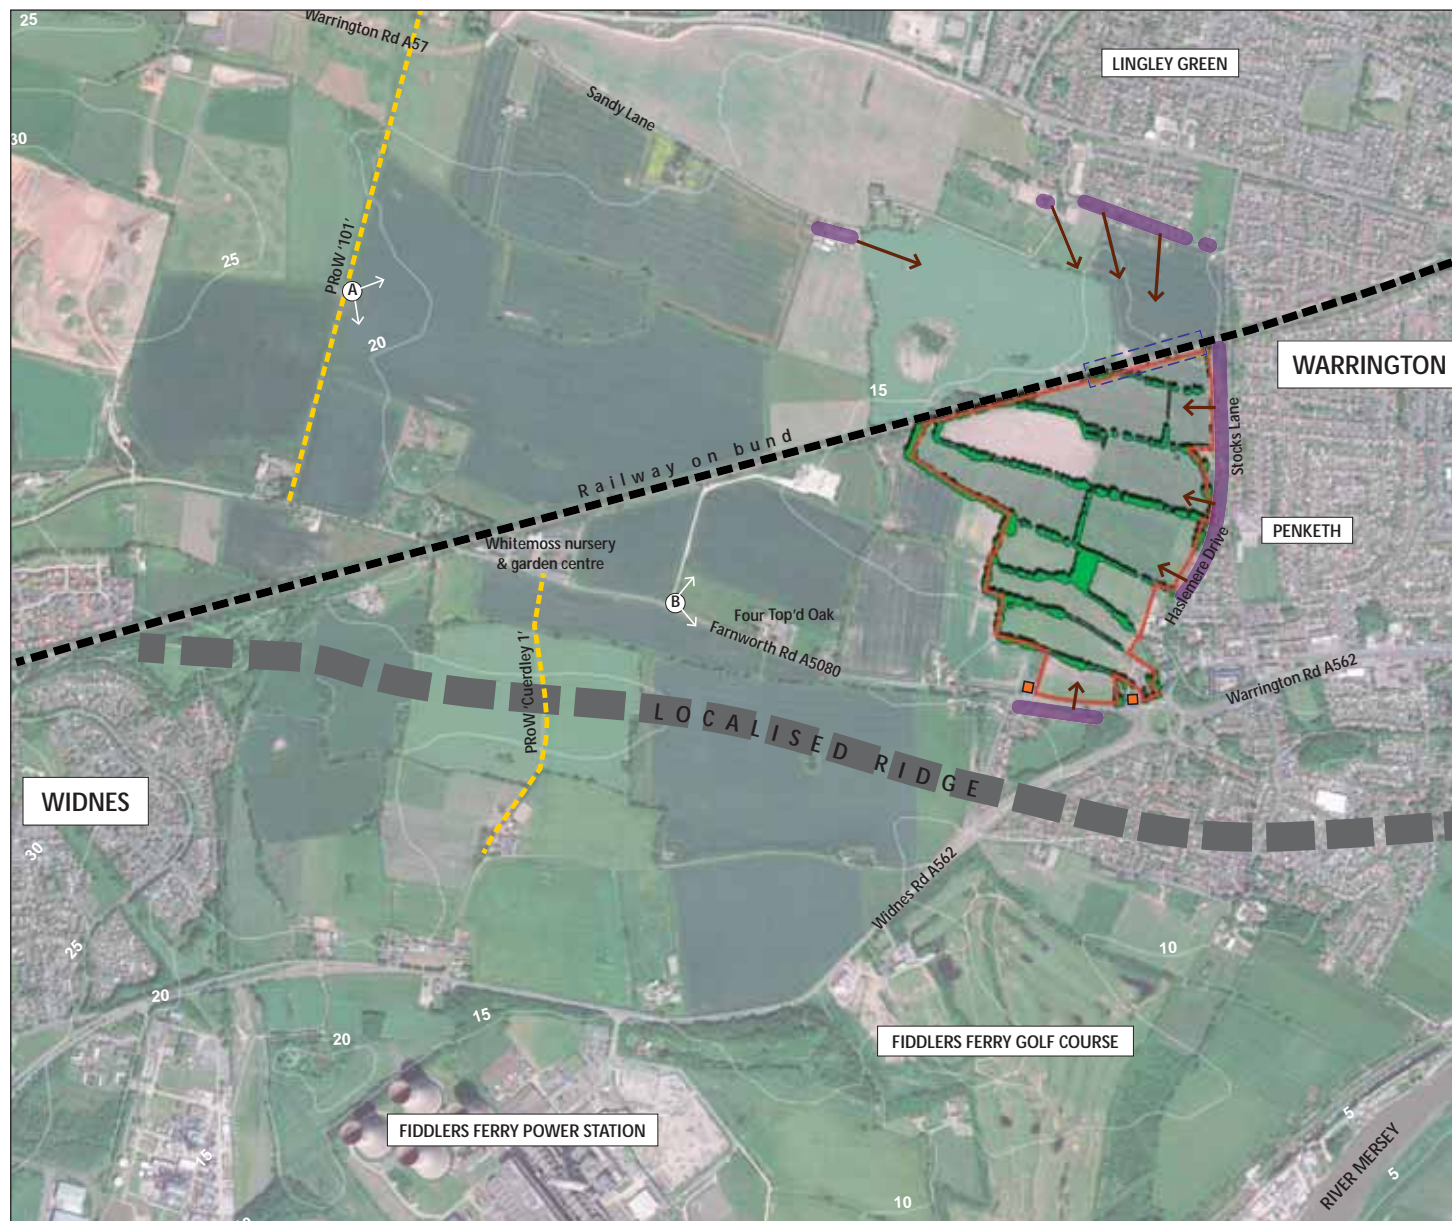 25
Warrington Rd A57
LINGLEY GREEN
Sandy Lane
30
PRoW '101'
25
A
20
15
WARRINGTON
Railway on bund
Stocks Lane
PENKETH
Whitemoss nursery
& garden centre
B
Four Top'd Oak
Haslemere Drive
Farnworth Rd A5080
Warrington Rd A562
PRoW 'Cuerdley 1'
LOCALISED RIDGE
WIDNES
30
Widnes Rd A562
25
10
20
15
20
FIDDLERS FERRY GOLF COURSE
FIDDLERS FERRY POWER STATION
5
15
RIVER MERSEY
5
10